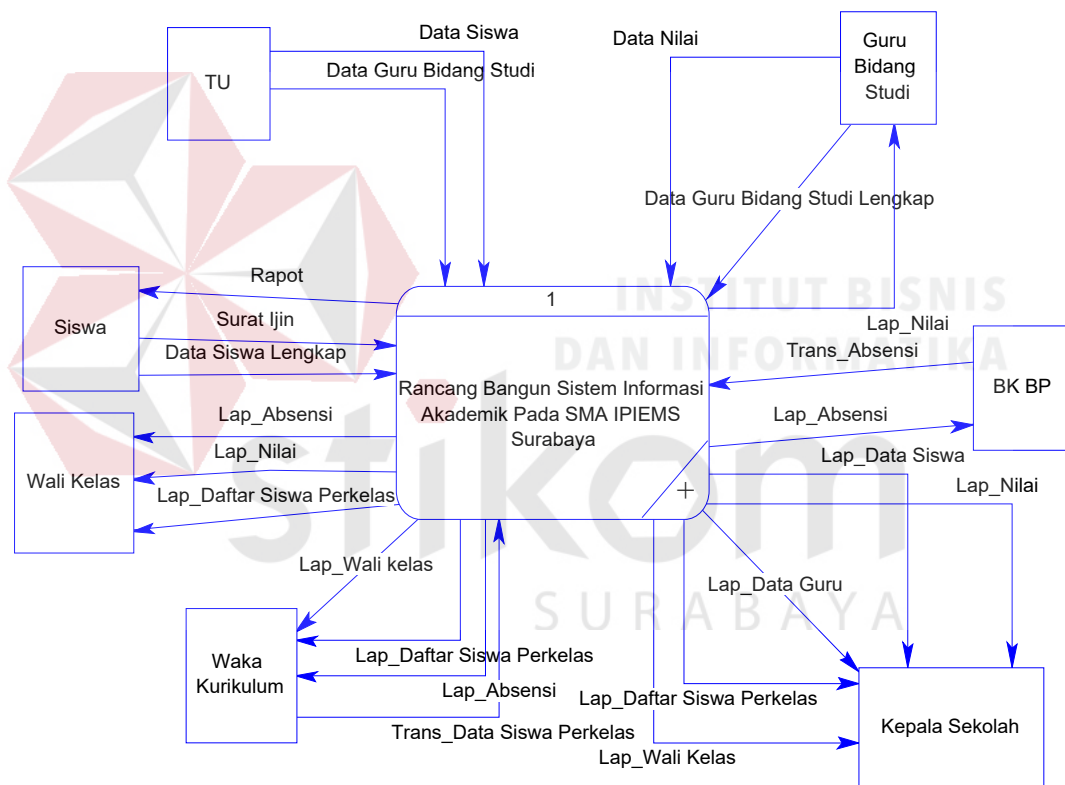 Data Siswa
Data Guru Bidang Studi
TU
Data Nilai
Guru
Bidang
Studi
Data Guru Bidang Studi Lengkap
Rapot
Surat Ijin
Data Siswa Lengkap
Siswa
1
Rancang Bangun Sistem Informasi
Akademik Pada SMA IPIEMS
Surabaya
INSTITUT BISNIS
DAN INFORMATIKA
Lap_Nilai
Trans_Absensi
BK BP
Lap_Absensi
Lap_Absensi
Lap_Nilai
Lap_Daftar Siswa Perkelas
Wali Kelas
Lap_Data Siswa
Lap_Nilai
stikom
SURABAYA
Lap_Wali kelas
Lap_Data Guru
Waka
Kurikulum
Lap_Daftar Siswa Perkelas
Lap_Absensi
Trans_Data Siswa Perkelas
Lap_Daftar Siswa Perkelas
Lap_Wali Kelas
Kepala Sekolah